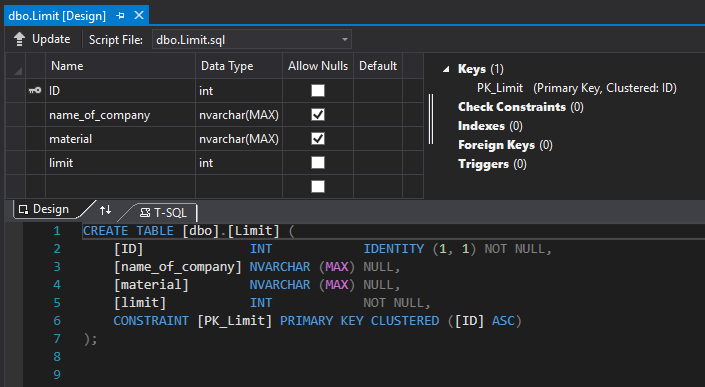 dbo.Limit [Design]
Update Script File: dbo.Limit.sql
Name Data Type Allow Nulls Default
ID int
name_of_company nvarchar(MAX)
material nvarchar(MAX)
limit int
Keys (1)
PK_Limit (Primary Key, Clustered: ID)
Check Constraints (0)
Indexes (0)
Foreign Keys (0)
Triggers (0)
Design T-SQL
1 CREATE TABLE [dbo].[Limit] (
2 [ID] INT IDENTITY (1, 1) NOT NULL,
3 [name_of_company] NVARCHAR (MAX) NULL,
4 [material] NVARCHAR (MAX) NULL,
5 [limit] INT NOT NULL,
6 CONSTRAINT [PK_Limit] PRIMARY KEY CLUSTERED ([ID] ASC)
7 );
8
9